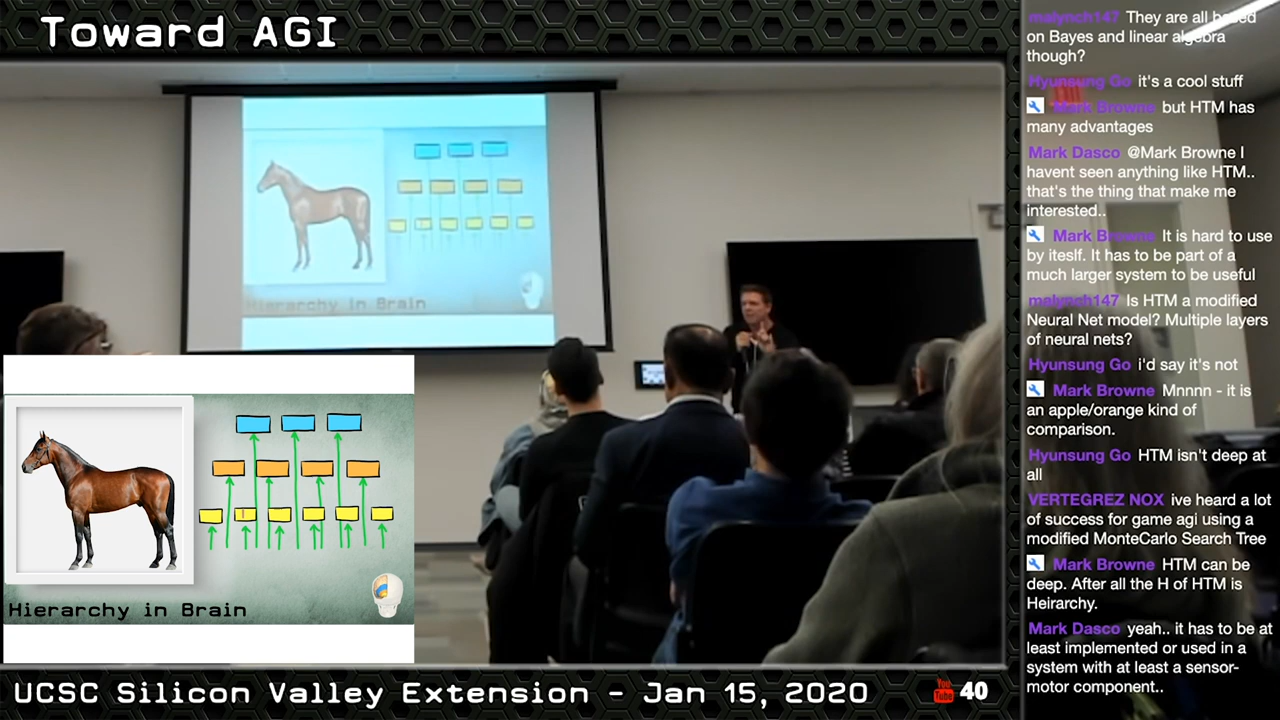 Toward AGI
Hierarchy in Brain
Hierarchy in Brain
UCSC Silicon Valley Extension - Jan 15, 2020
You
Tube
40
malynch147 They are all based
on Bayes and linear algebra
though?
Hyunsung Go it's a cool stuff
Mark Browne but HTM has
many advantages
Mark Dasco @Mark Browne I
havent seen anything like HTM..
that's the thing that make me
interested..
Mark Browne It is hard to use
by iteslf. It has to be part of a
much larger system to be useful
malynch147 Is HTM a modified
Neural Net model? Multiple layers
of neural nets?
Hyunsung Go i'd say it's not
Mark Browne Mnnnn - it is
an apple/orange kind of
comparison.
Hyunsung Go HTM isn't deep at
all
VERTEGREZ NOX ive heard a lot
of success for game agi using a
modified MonteCarlo Search Tree
Mark Browne HTM can be
deep. After all the H of HTM is
Heirarchy.
Mark Dasco yeah.. it has to be at
least implemented or used in a
system with at least a sensor-
motor component..